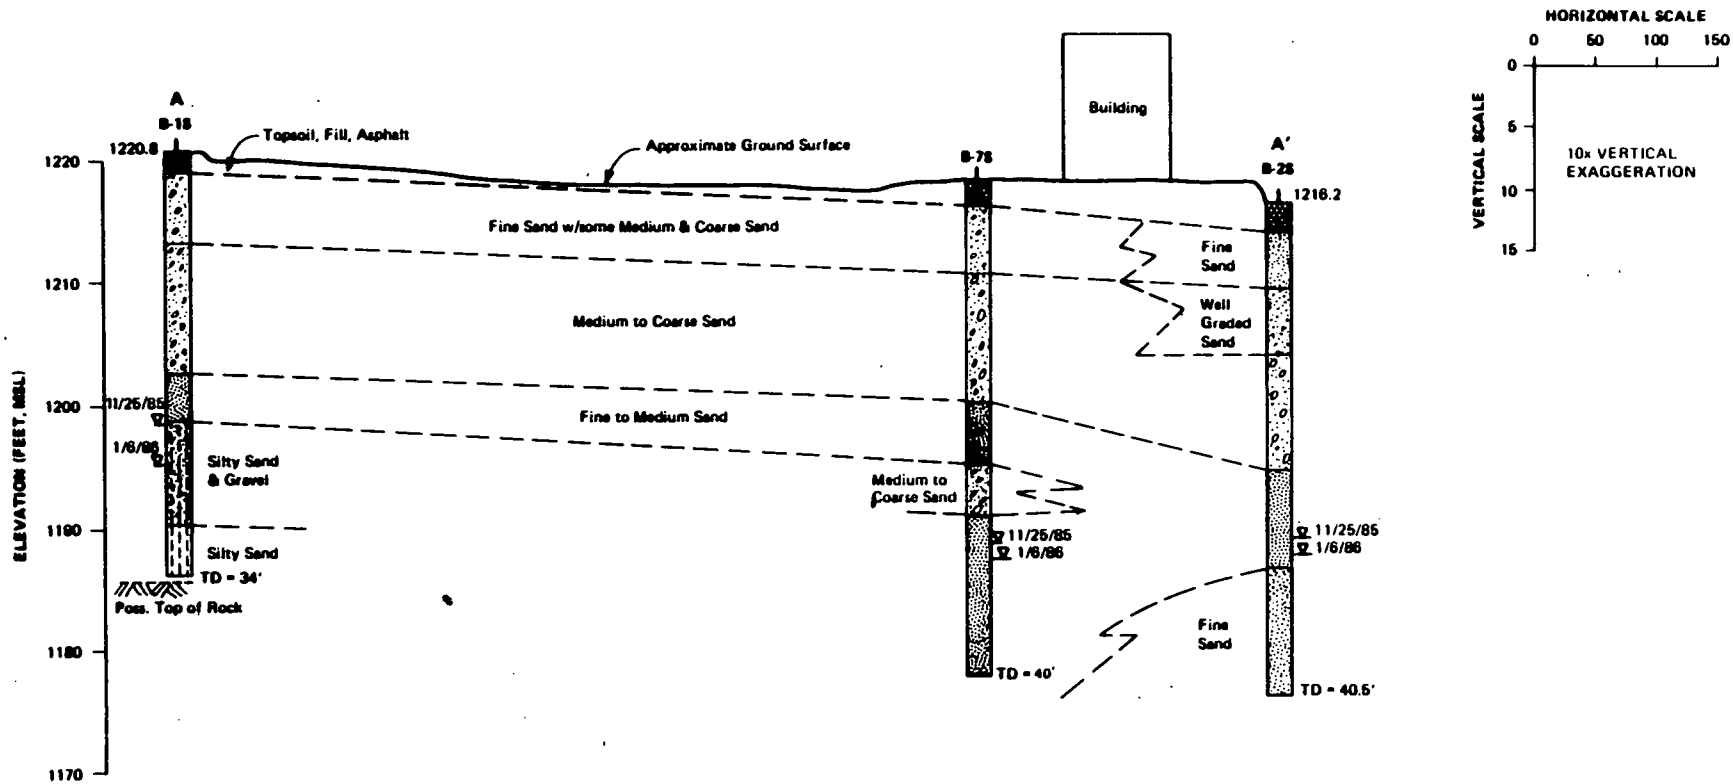 HORIZONTAL SCALE
0 50 100 150
VERTICAL SCALE
0
5
10
15
10x VERTICAL
EXAGGERATION
A
B-1S
1220.8
Topsoil, Fill, Asphalt
Approximate Ground Surface
B-7S
Building
A'
B-2S
1216.2
ELEVATION (FEET, MSL)
1220
1210
1200
1190
1180
1170
Fine Sand w/some Medium & Coarse Sand
Fine
Sand
Medium to Coarse Sand
Well
Graded
Sand
Fine to Medium Sand
11/25/85
1/6/86
Silty Sand
& Gravel
Medium to
Coarse Sand
11/25/85
1/6/86
11/25/85
1/6/86
Silty Sand
TD = 34'
Poss. Top of Rock
Fine
Sand
TD = 40'
TD = 40.5'